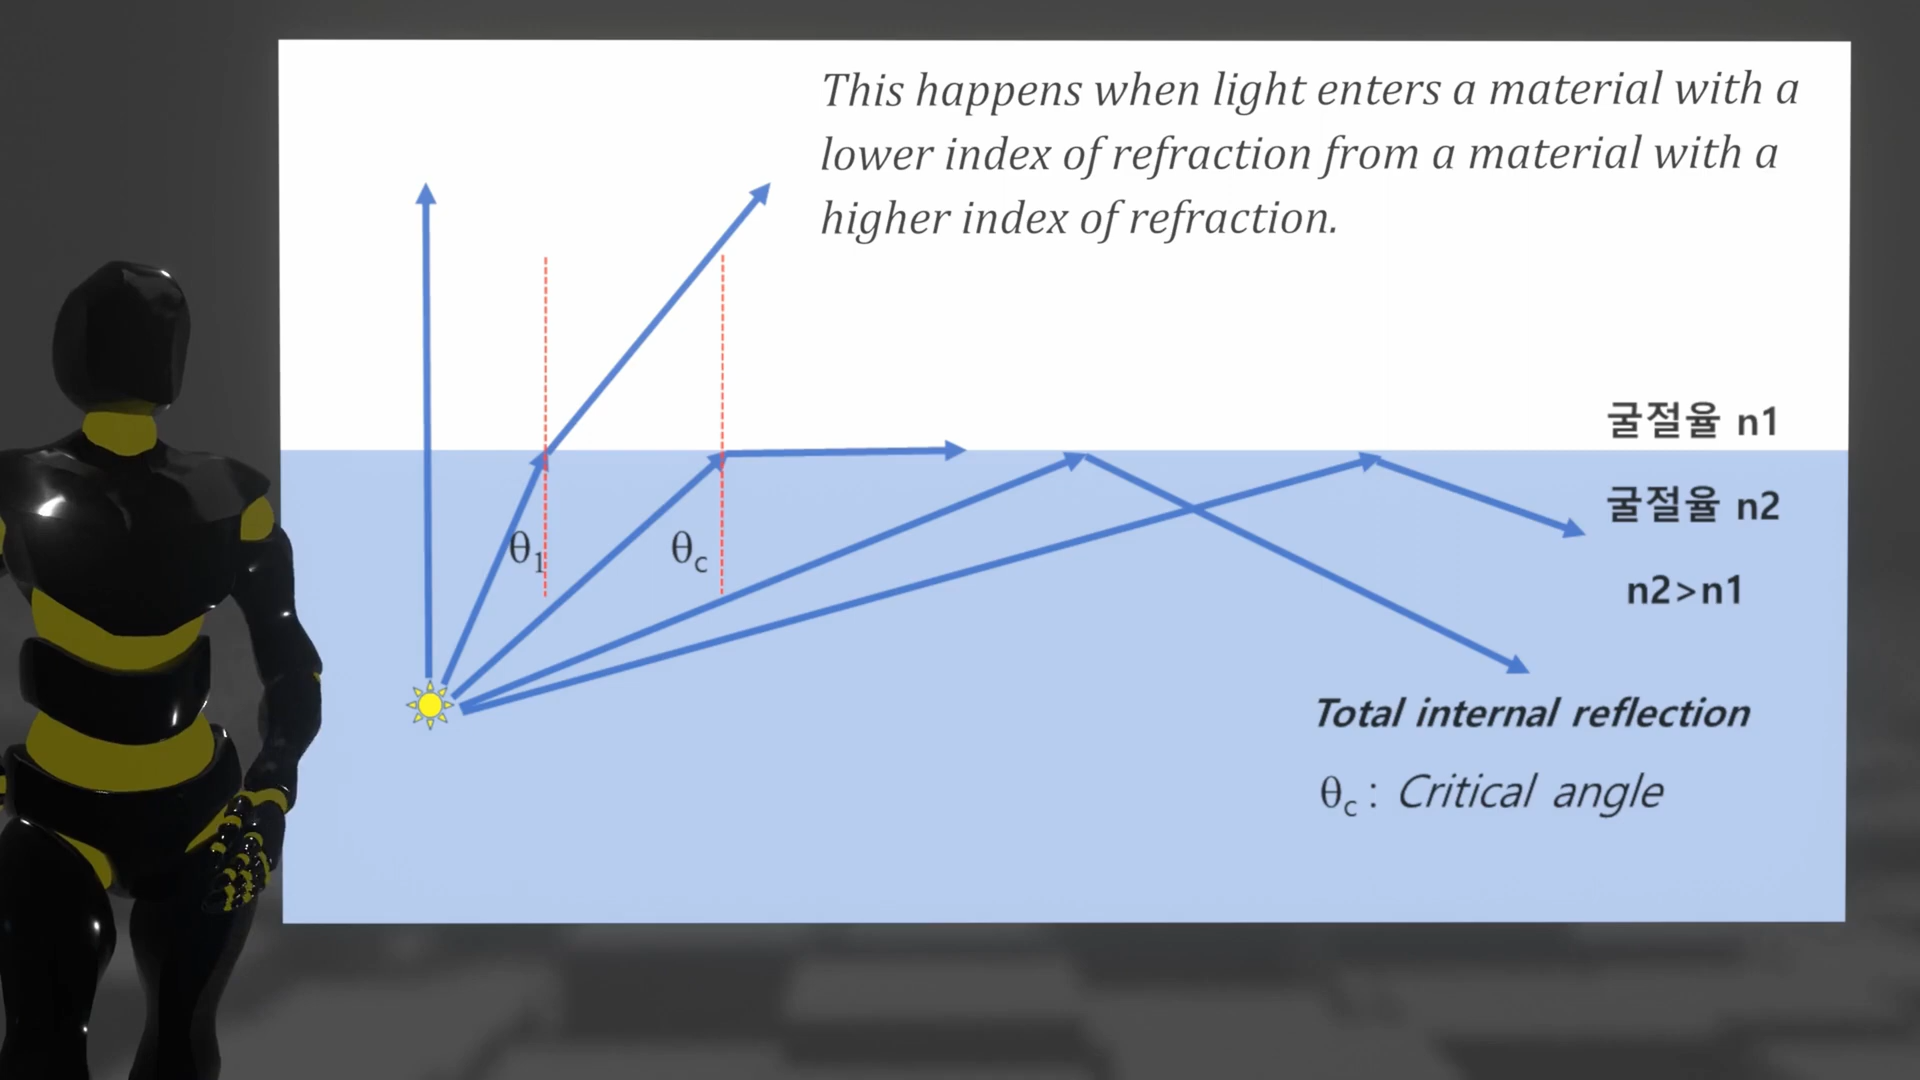 This happens when light enters a material with a
lower index of refraction from a material with a
higher index of refraction.
굴절율 n1
굴절율 n2
θ1
θc
n2>n1
Total internal reflection
θc : Critical angle